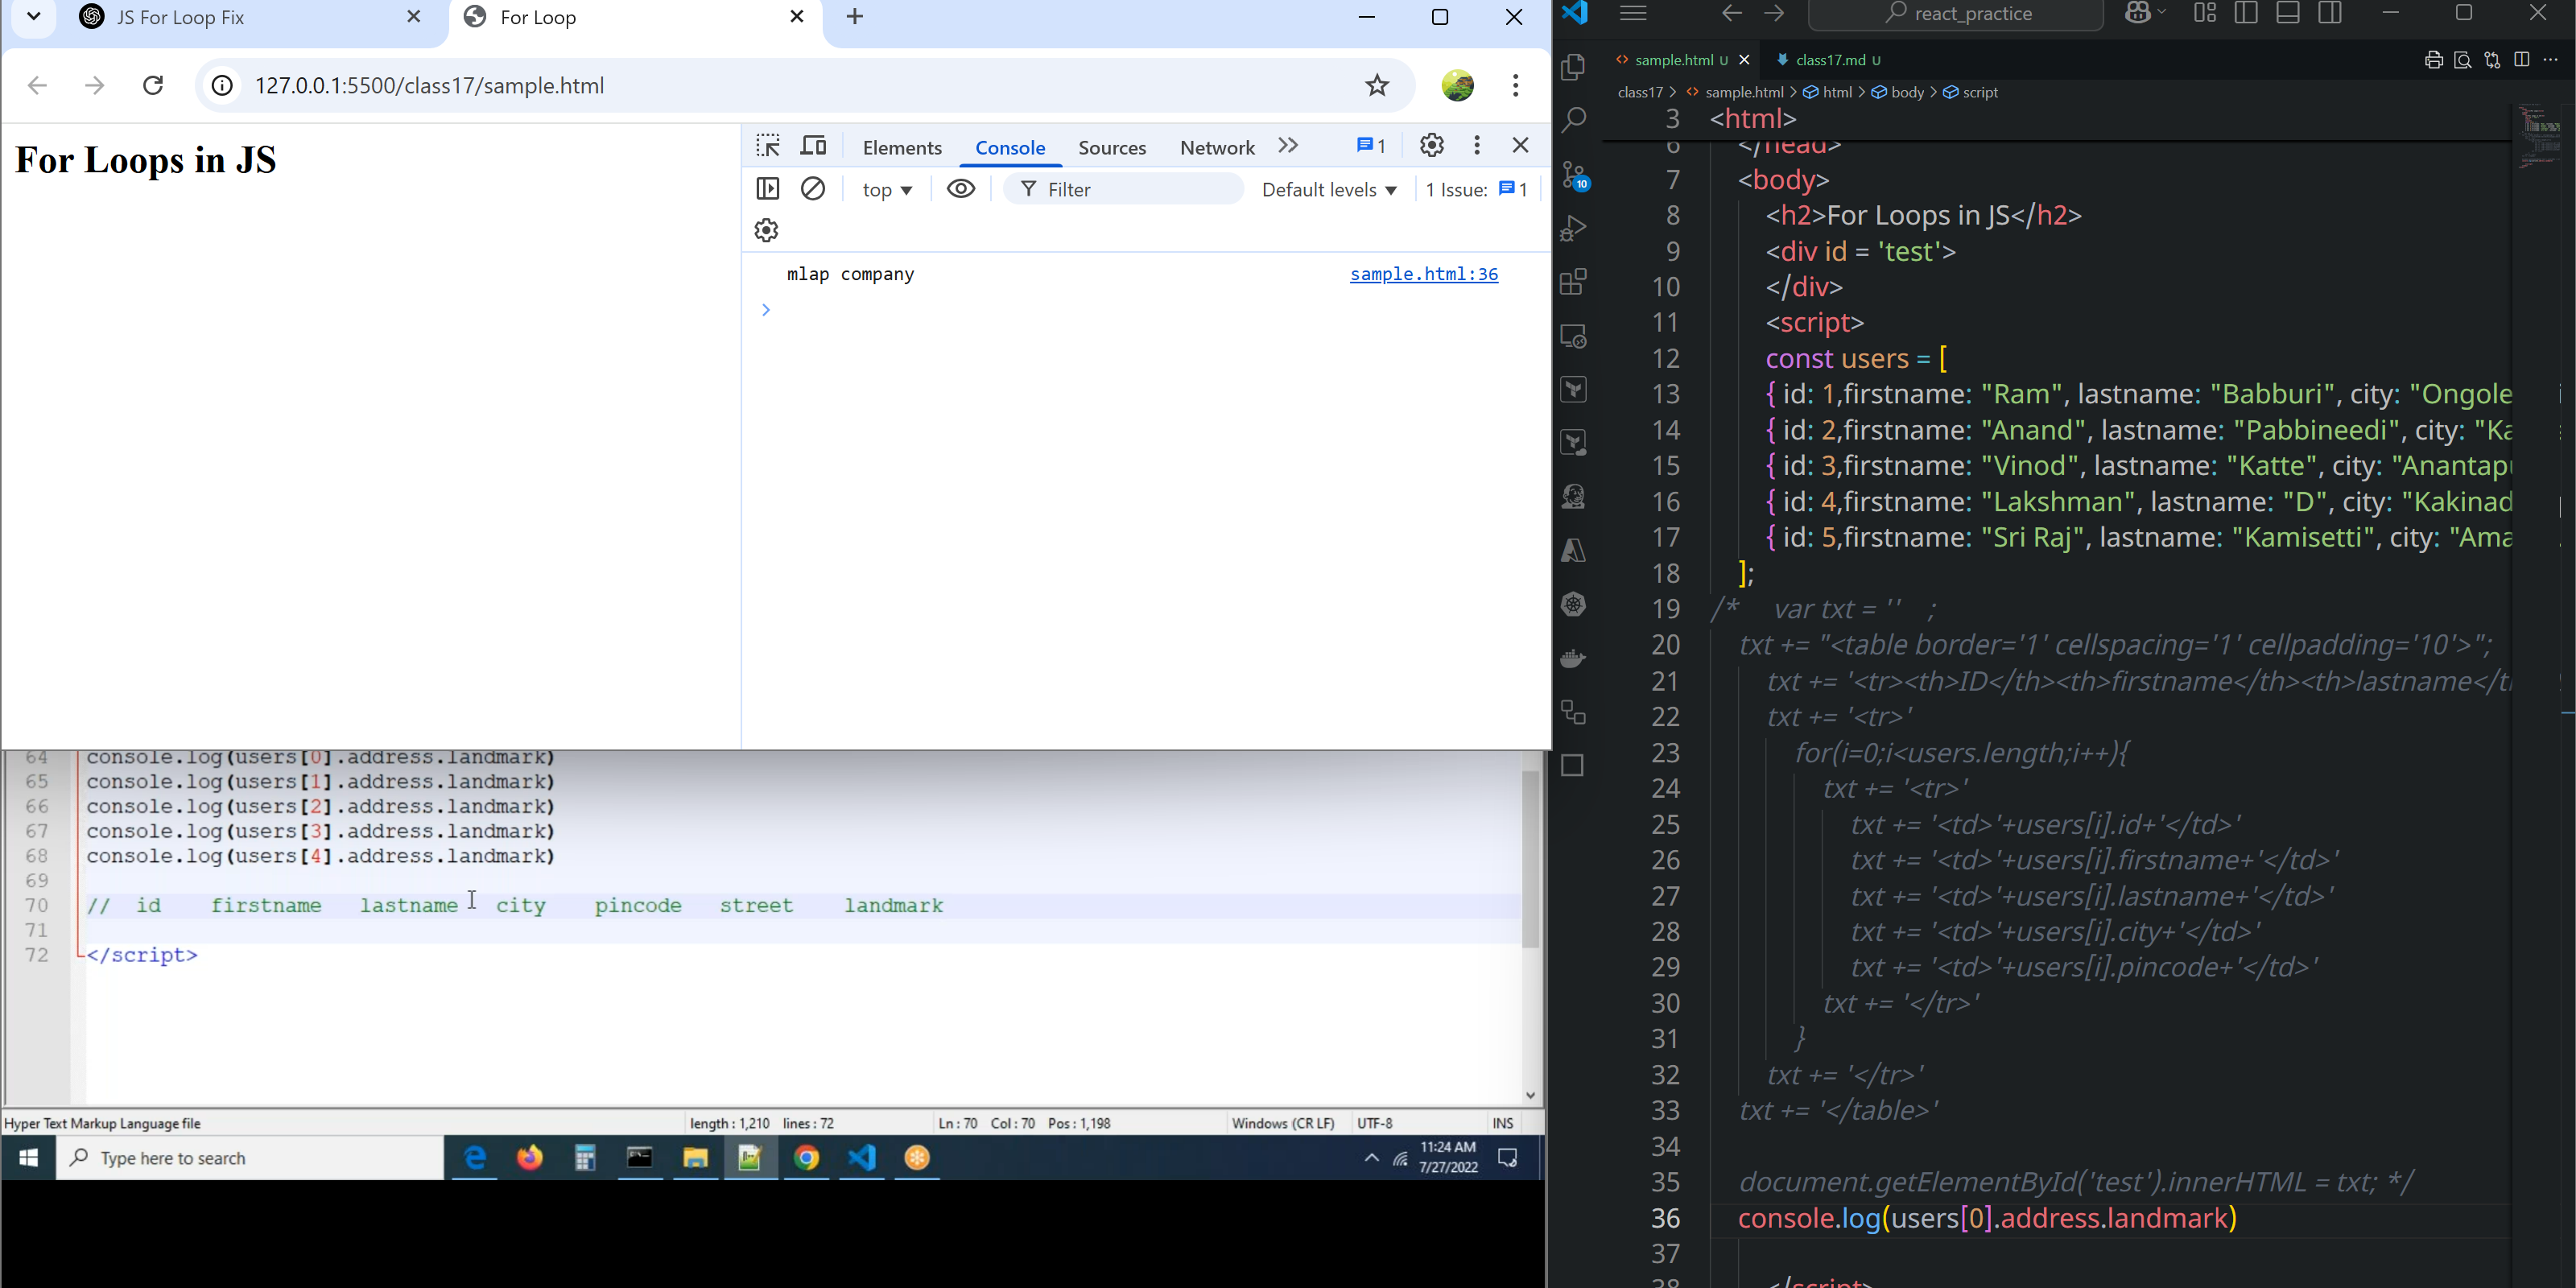 JS For Loop Fix
For Loop
127.0.0.1:5500/class17/sample.html
For Loops in JS
Elements
Console
Sources
Network
1
top
Filter
Default levels
1 Issue:
1
mlap company
sample.html:36
64 console.log(users[0].address.landmark)
65 console.log(users[1].address.landmark)
66 console.log(users[2].address.landmark)
67 console.log(users[3].address.landmark)
68 console.log(users[4].address.landmark)
69
70 // id firstname lastname city pincode street landmark
71
72 </script>
Hyper Text Markup Language file
length : 1,210 lines : 72
Ln : 70 Col : 70 Pos : 1,198
Windows (CR LF)
UTF-8
INS
Type here to search
11:24 AM
7/27/2022
react_practice
sample.html U
class17.md U
class17 > sample.html > html > body > script
10
3 <html>
6 </head>
7 <body>
8 <h2>For Loops in JS</h2>
9 <div id = 'test'>
10 </div>
11 <script>
12 const users = [
13 { id: 1,firstname: "Ram", lastname: "Babburi", city: "Ongole
14 { id: 2,firstname: "Anand", lastname: "Pabbineedi", city: "Ka
15 { id: 3,firstname: "Vinod", lastname: "Katte", city: "Anantap
16 { id: 4,firstname: "Lakshman", lastname: "D", city: "Kakinad
17 { id: 5,firstname: "Sri Raj", lastname: "Kamisetti", city: "Ama
18 ];
19 /* var txt = '' ;
20 txt += "<table border='1' cellspacing='1' cellpadding='10'>";
21 txt += '<tr><th>ID</th><th>firstname</th><th>lastname</t
22 txt += '<tr>'
23 for(i=0;i<users.length;i++){
24 txt += '<tr>'
25 txt += '<td>'+users[i].id+'</td>'
26 txt += '<td>'+users[i].firstname+'</td>'
27 txt += '<td>'+users[i].lastname+'</td>'
28 txt += '<td>'+users[i].city+'</td>'
29 txt += '<td>'+users[i].pincode+'</td>'
30 txt += '</tr>'
31 }
32 txt += '</tr>'
33 txt += '</table>'
34
35 document.getElementById('test').innerHTML = txt; */
36 console.log(users[0].address.landmark)
37
38 </script>